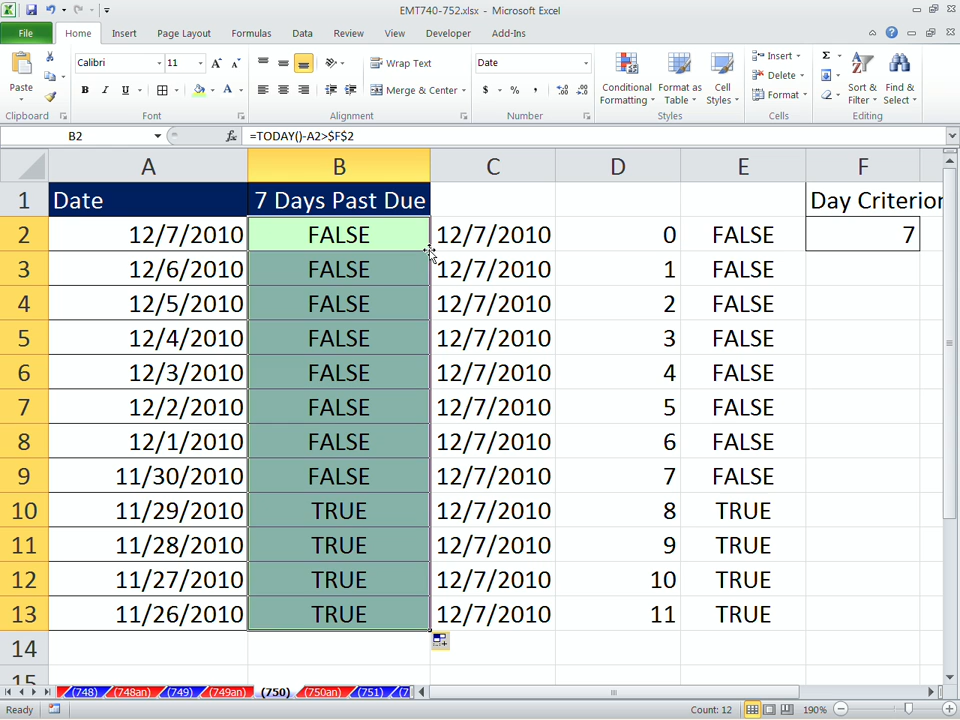 EMT740-752.xlsx - Microsoft Excel
File Home Insert Page Layout Formulas Data Review View Developer Add-Ins
Paste
Clipboard
Calibri 11
B I U
Font
Wrap Text
Merge & Center
Alignment
Date
$ % ,
Number
Conditional Formatting
Format as Table
Cell Styles
Styles
Insert
Delete
Format
Cells
Sort & Filter
Find & Select
Editing
B2 fx =TODAY()-A2>$F$2
A B C D E F
1 Date 7 Days Past Due Day Criterion
2 12/7/2010 FALSE 12/7/2010 0 FALSE 7
3 12/6/2010 FALSE 12/7/2010 1 FALSE
4 12/5/2010 FALSE 12/7/2010 2 FALSE
5 12/4/2010 FALSE 12/7/2010 3 FALSE
6 12/3/2010 FALSE 12/7/2010 4 FALSE
7 12/2/2010 FALSE 12/7/2010 5 FALSE
8 12/1/2010 FALSE 12/7/2010 6 FALSE
9 11/30/2010 FALSE 12/7/2010 7 FALSE
10 11/29/2010 TRUE 12/7/2010 8 TRUE
11 11/28/2010 TRUE 12/7/2010 9 TRUE
12 11/27/2010 TRUE 12/7/2010 10 TRUE
13 11/26/2010 TRUE 12/7/2010 11 TRUE
14
15
(748) (748an) (749) (749an) (750) (750an) (751) (7
Ready Count: 12 190%